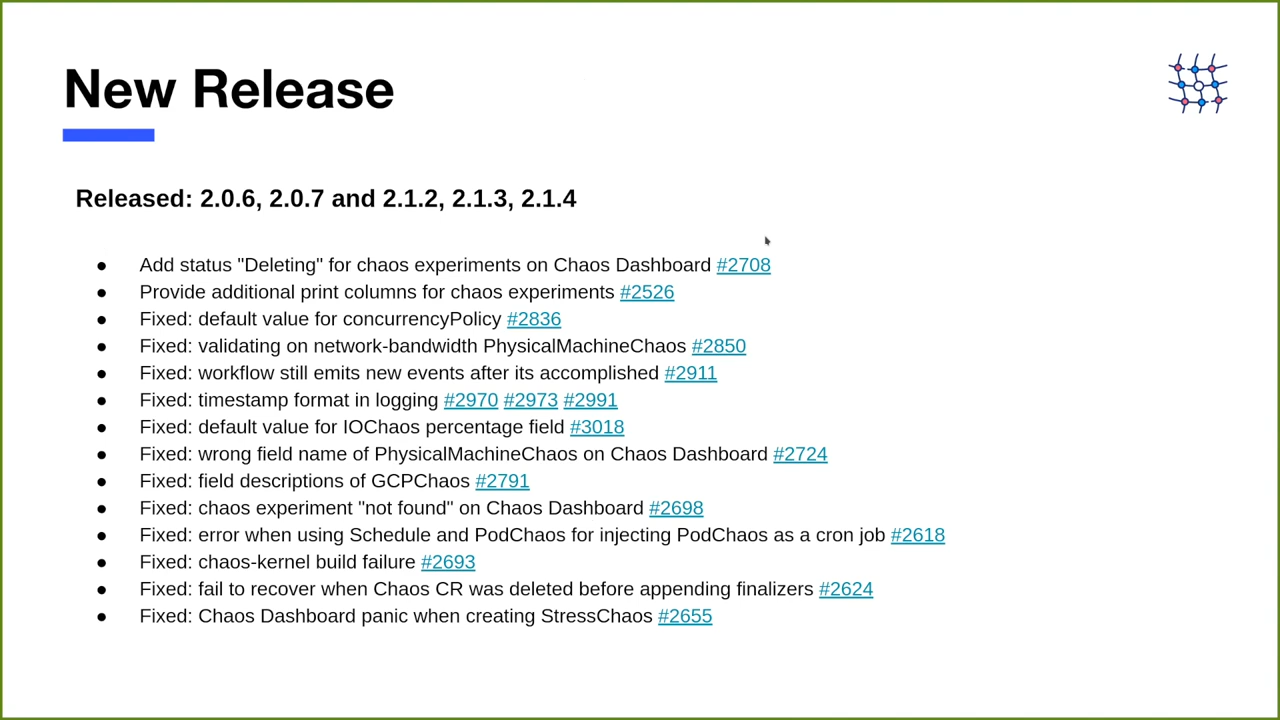 New Release
Released: 2.0.6, 2.0.7 and 2.1.2, 2.1.3, 2.1.4
● Add status "Deleting" for chaos experiments on Chaos Dashboard #2708
● Provide additional print columns for chaos experiments #2526
● Fixed: default value for concurrencyPolicy #2836
● Fixed: validating on network-bandwidth PhysicalMachineChaos #2850
● Fixed: workflow still emits new events after its accomplished #2911
● Fixed: timestamp format in logging #2970 #2973 #2991
● Fixed: default value for IOChaos percentage field #3018
● Fixed: wrong field name of PhysicalMachineChaos on Chaos Dashboard #2724
● Fixed: field descriptions of GCPChaos #2791
● Fixed: chaos experiment "not found" on Chaos Dashboard #2698
● Fixed: error when using Schedule and PodChaos for injecting PodChaos as a cron job #2618
● Fixed: chaos-kernel build failure #2693
● Fixed: fail to recover when Chaos CR was deleted before appending finalizers #2624
● Fixed: Chaos Dashboard panic when creating StressChaos #2655